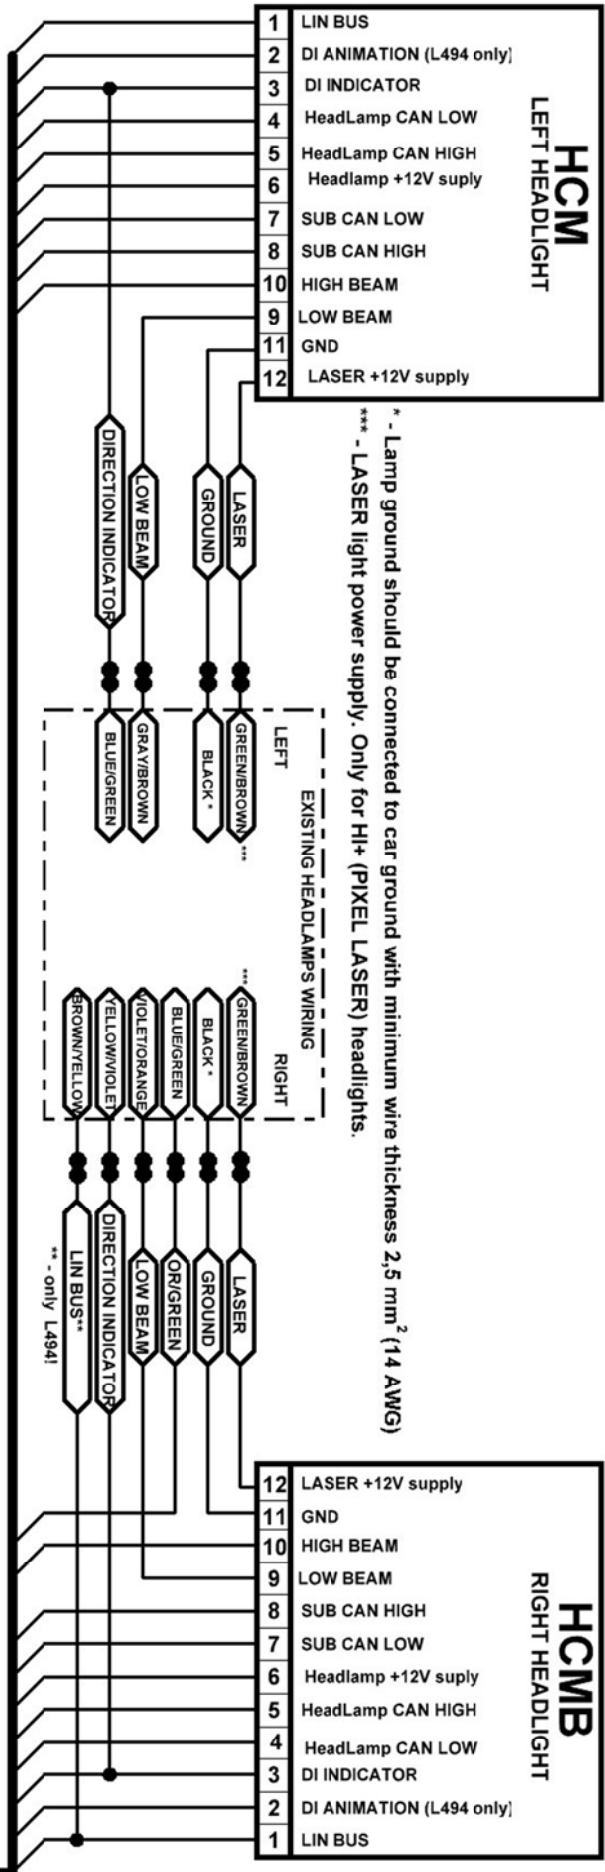 HCM
LEFT HEADLIGHT
1 LIN BUS
2 DI ANIMATION (L494 only)
3 DI INDICATOR
4 HeadLamp CAN LOW
5 HeadLamp CAN HIGH
6 Headlamp +12V suply
7 SUB CAN LOW
8 SUB CAN HIGH
10 HIGH BEAM
9 LOW BEAM
11 GND
12 LASER +12V supply
* - Lamp ground should be connected to car ground with minimum wire thickness 2,5 mm² (14 AWG)
*** - LASER light power supply. Only for HI+ (PIXEL LASER) headlights.
DIRECTION INDICATOR
LOW BEAM
GROUND
LASER
EXISTING HEADLAMPS WIRING
LEFT
BLUE/GREEN
GRAY/BROWN
BLACK *
GREEN/BROWN ***
RIGHT
BROWN/YELLOW
YELLOW/VIOLET
VIOLET/ORANGE
BLUE/GREEN
BLACK *
*** GREEN/BROWN
LIN BUS**
DIRECTION INDICATOR
LOW BEAM
OR/GREEN
GROUND
LASER
** - only L494!
HCMB
RIGHT HEADLIGHT
12 LASER +12V supply
11 GND
10 HIGH BEAM
9 LOW BEAM
8 SUB CAN HIGH
7 SUB CAN LOW
6 Headlamp +12V suply
5 HeadLamp CAN HIGH
4 HeadLamp CAN LOW
3 DI INDICATOR
2 DI ANIMATION (L494 only)
1 LIN BUS